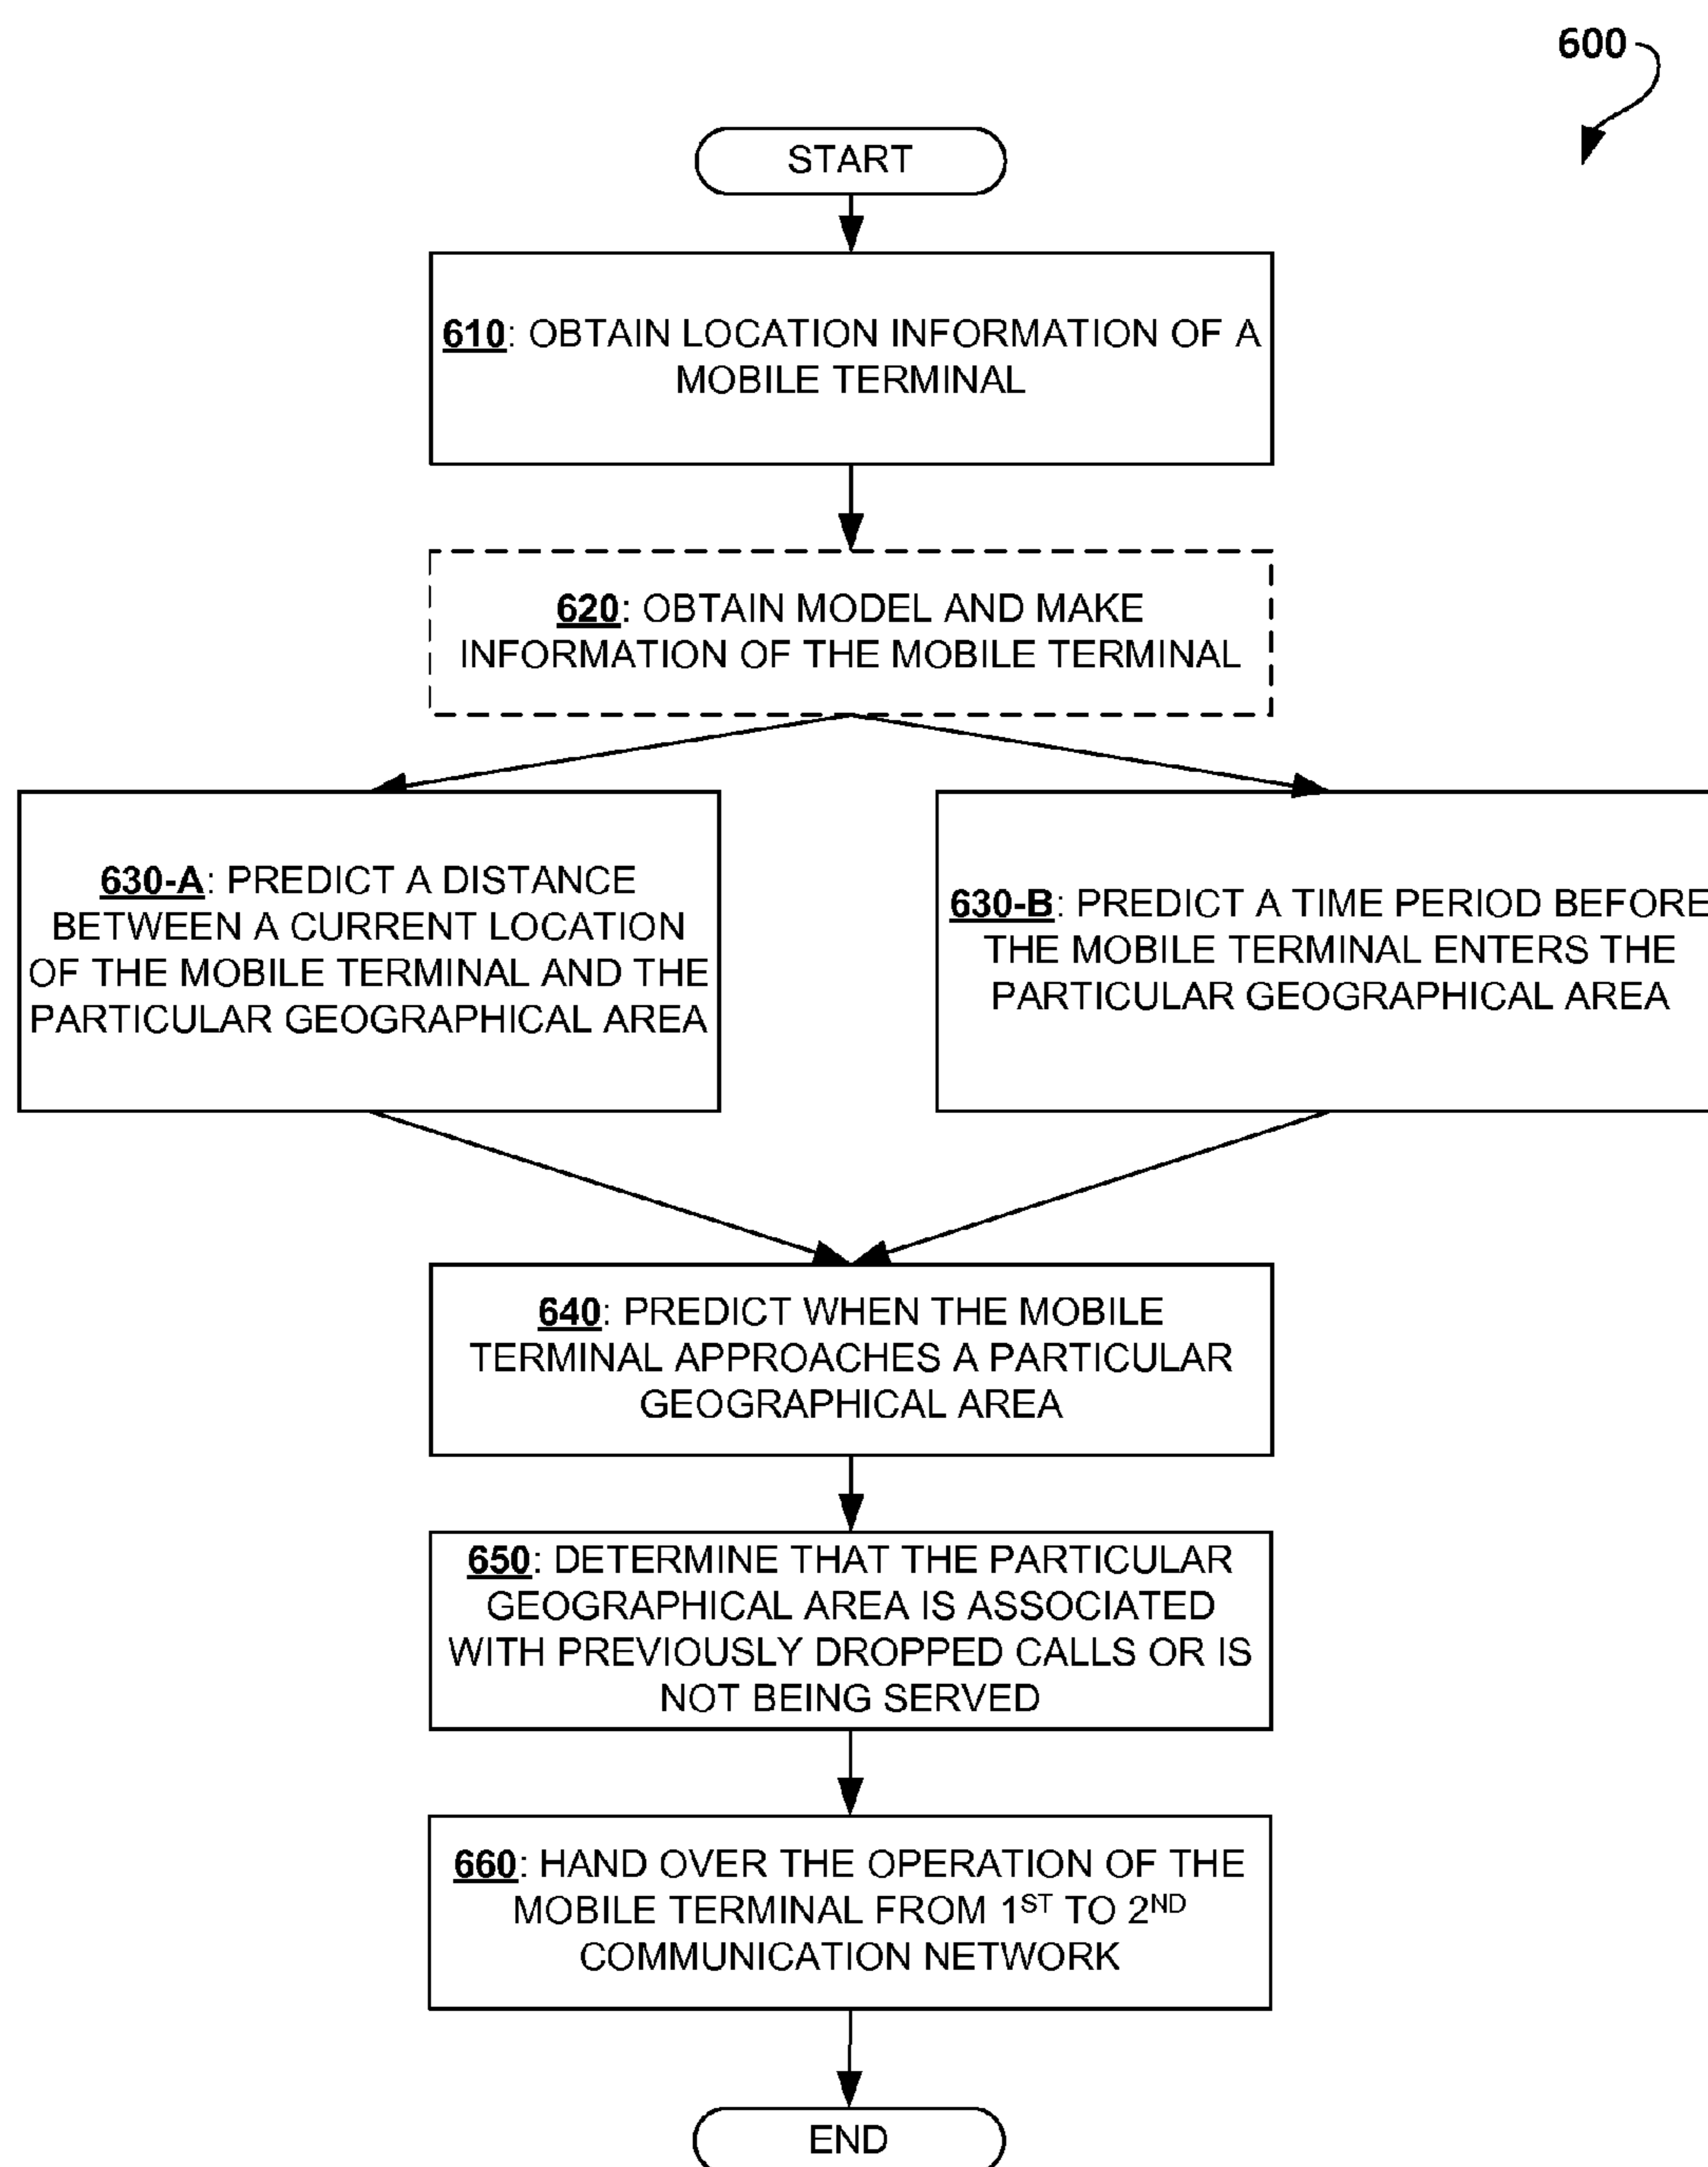 600
START
610: OBTAIN LOCATION INFORMATION OF A
MOBILE TERMINAL
620: OBTAIN MODEL AND MAKE
INFORMATION OF THE MOBILE TERMINAL
630-A: PREDICT A DISTANCE
BETWEEN A CURRENT LOCATION
OF THE MOBILE TERMINAL AND THE
PARTICULAR GEOGRAPHICAL AREA
630-B: PREDICT A TIME PERIOD BEFORE
THE MOBILE TERMINAL ENTERS THE
PARTICULAR GEOGRAPHICAL AREA
640: PREDICT WHEN THE MOBILE
TERMINAL APPROACHES A PARTICULAR
GEOGRAPHICAL AREA
650: DETERMINE THAT THE PARTICULAR
GEOGRAPHICAL AREA IS ASSOCIATED
WITH PREVIOUSLY DROPPED CALLS OR IS
NOT BEING SERVED
660: HAND OVER THE OPERATION OF THE
MOBILE TERMINAL FROM 1ST TO 2ND
COMMUNICATION NETWORK
END